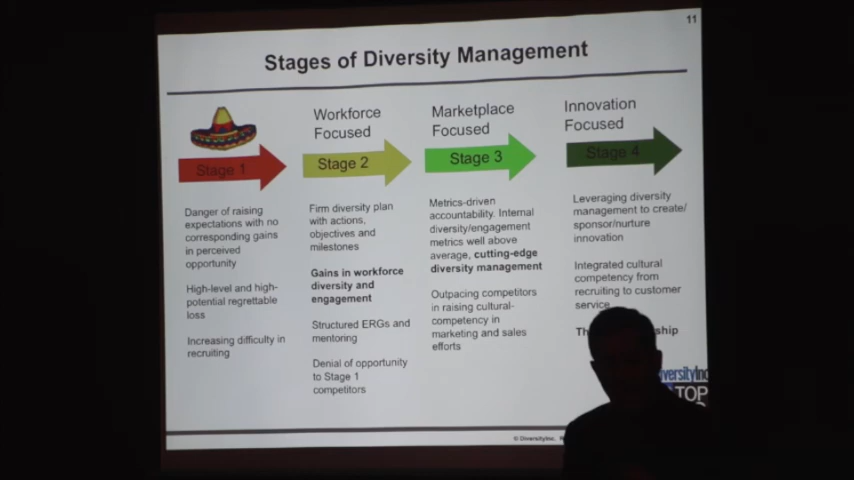 11
Stages of Diversity Management
Stage 1
Danger of raising
expectations with no
corresponding gains
in perceived
opportunity
High-level and high-
potential regrettable
loss
Increasing difficulty in
recruiting
Workforce
Focused
Stage 2
Firm diversity plan
with actions,
objectives and
milestones
Gains in workforce
diversity and
engagement
Structured ERGs and
mentoring
Denial of opportunity
to Stage 1
competitors
Marketplace
Focused
Stage 3
Metrics-driven
accountability. Internal
diversity/engagement
metrics well above
average, cutting-edge
diversity management
Outpacing competitors
in raising cultural-
competency in
marketing and sales
efforts
Innovation
Focused
Stage 4
Leveraging diversity
management to create/
sponsor/nurture
innovation
Integrated cultural
competency from
recruiting to customer
service
TOP
© DiversityInc.